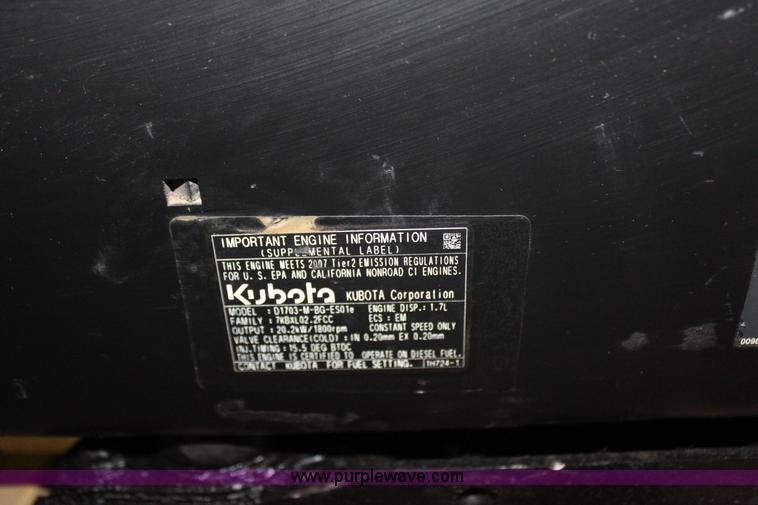 IMPORTANT ENGINE INFORMATION
(SUPPLEMENTAL LABEL)
THIS ENGINE MEETS 2007 Tier2 EMISSION REGULATIONS
FOR U. S. EPA AND CALIFORNIA NONROAD CI ENGINES.
Kubota KUBOTA Corporation
MODEL : D1703-M-BG-ES01e ENGINE DISP.: 1.7L
FAMILY : 7KBXL02.2FCC ECS : EM
OUTPUT : 20.2kW/1800rpm CONSTANT SPEED ONLY
VALVE CLEARANCE(COLD) : IN 0.20mm EX 0.20mm
INJ.TIMING : 15.5 DEG BTDC
THIS ENGINE IS CERTIFIED TO OPERATE ON DIESEL FUEL.
CONTACT KUBOTA FOR FUEL SETTING. 1H724-1
www.purplewave.com